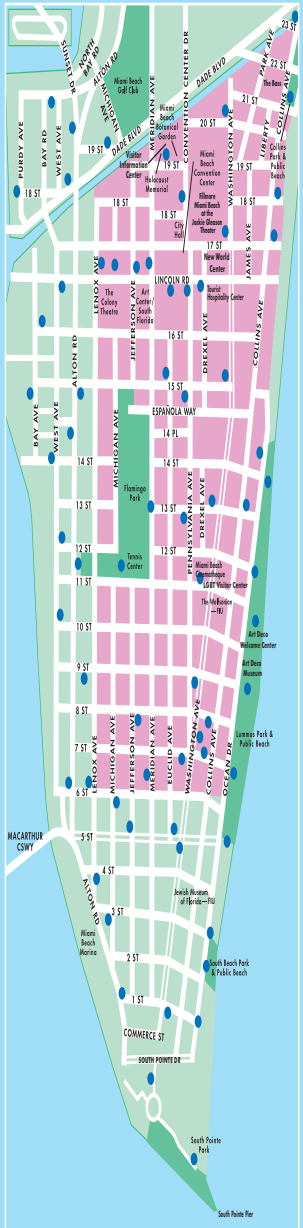 23 ST
SUNSET DR
NORTH
BAY RD
ALTON RD
MICHIGAN
AVE
Miami Beach
Golf Club
MERIDIAN AVE
CONVENTION CENTER DR
DADE BLVD
PARK AVE
22 ST
The Bass
21 ST
COLLINS AVE
LIBERTY
WASHINGTON AVE
Miami
Beach
Botanical
Garden
20 ST
PURDY AVE
BAY RD
WEST AVE
19 ST
DADE BLVD
Visitor
Information
Center
19 ST
Holocaust
Memorial
Miami
Beach
Convention
Center
Collins
Park &
Public
Beach
19 ST
18 ST
18 ST
18 ST
18 ST
Fillmore
Miami Beach
at the
Jackie Gleason
Theater
City
Hall
17 ST
JAMES AVE
New World
Center
LENOX AVE
JEFFERSON AVE
LINCOLN RD
Tourist
Hospitality Center
The
Colony
Theatre
Art
Center/
South
Florida
DREXEL AVE
COLLINS AVE
16 ST
ALTON RD
15 ST
BAY AVE
WEST AVE
MICHIGAN AVE
ESPAÑOLA WAY
14 PL
14 ST
14 ST
Flamingo
Park
PENNSYLVANIA AVE
DREXEL AVE
13 ST
13 ST
12 ST
12 ST
Tennis
Center
Miami Beach
Cinematheque
LGBT Visitor Center
11 ST
The Wolfsonian
—FIU
10 ST
Art Deco
Welcome Center
9 ST
Art Deco
Museum
8 ST
LENOX AVE
MICHIGAN AVE
JEFFERSON AVE
MERIDIAN AVE
EUCLID AVE
WASHINGTON AVE
COLLINS AVE
OCEAN DR
Lummus Park &
Public Beach
7 ST
6 ST
MACARTHUR
CSWY
5 ST
4 ST
ALTON RD
Jewish Museum
of Florida—FIU
3 ST
Miami
Beach
Marina
2 ST
South Beach Park
& Public Beach
1 ST
COMMERCE ST
SOUTH POINTE DR
South Pointe
Park
South Pointe Pier